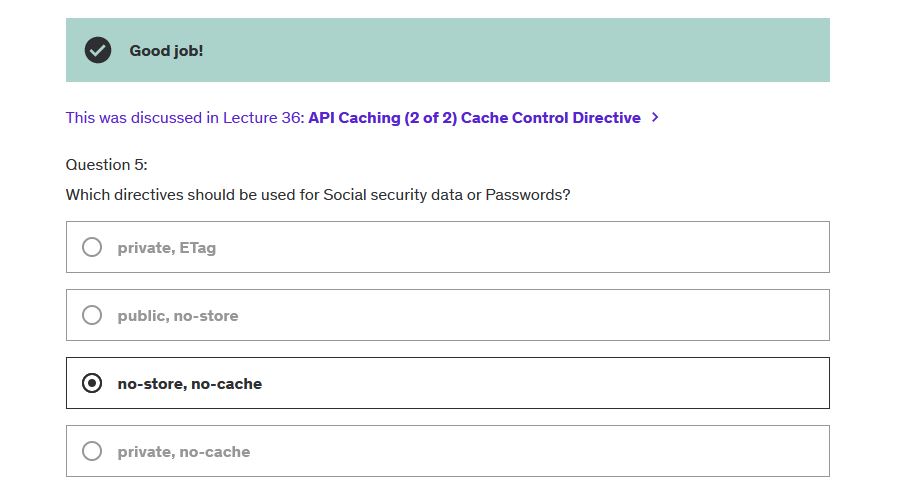 Good job!
This was discussed in Lecture 36: API Caching (2 of 2) Cache Control Directive
Question 5:
Which directives should be used for Social security data or Passwords?
private, ETag
public, no-store
no-store, no-cache
private, no-cache